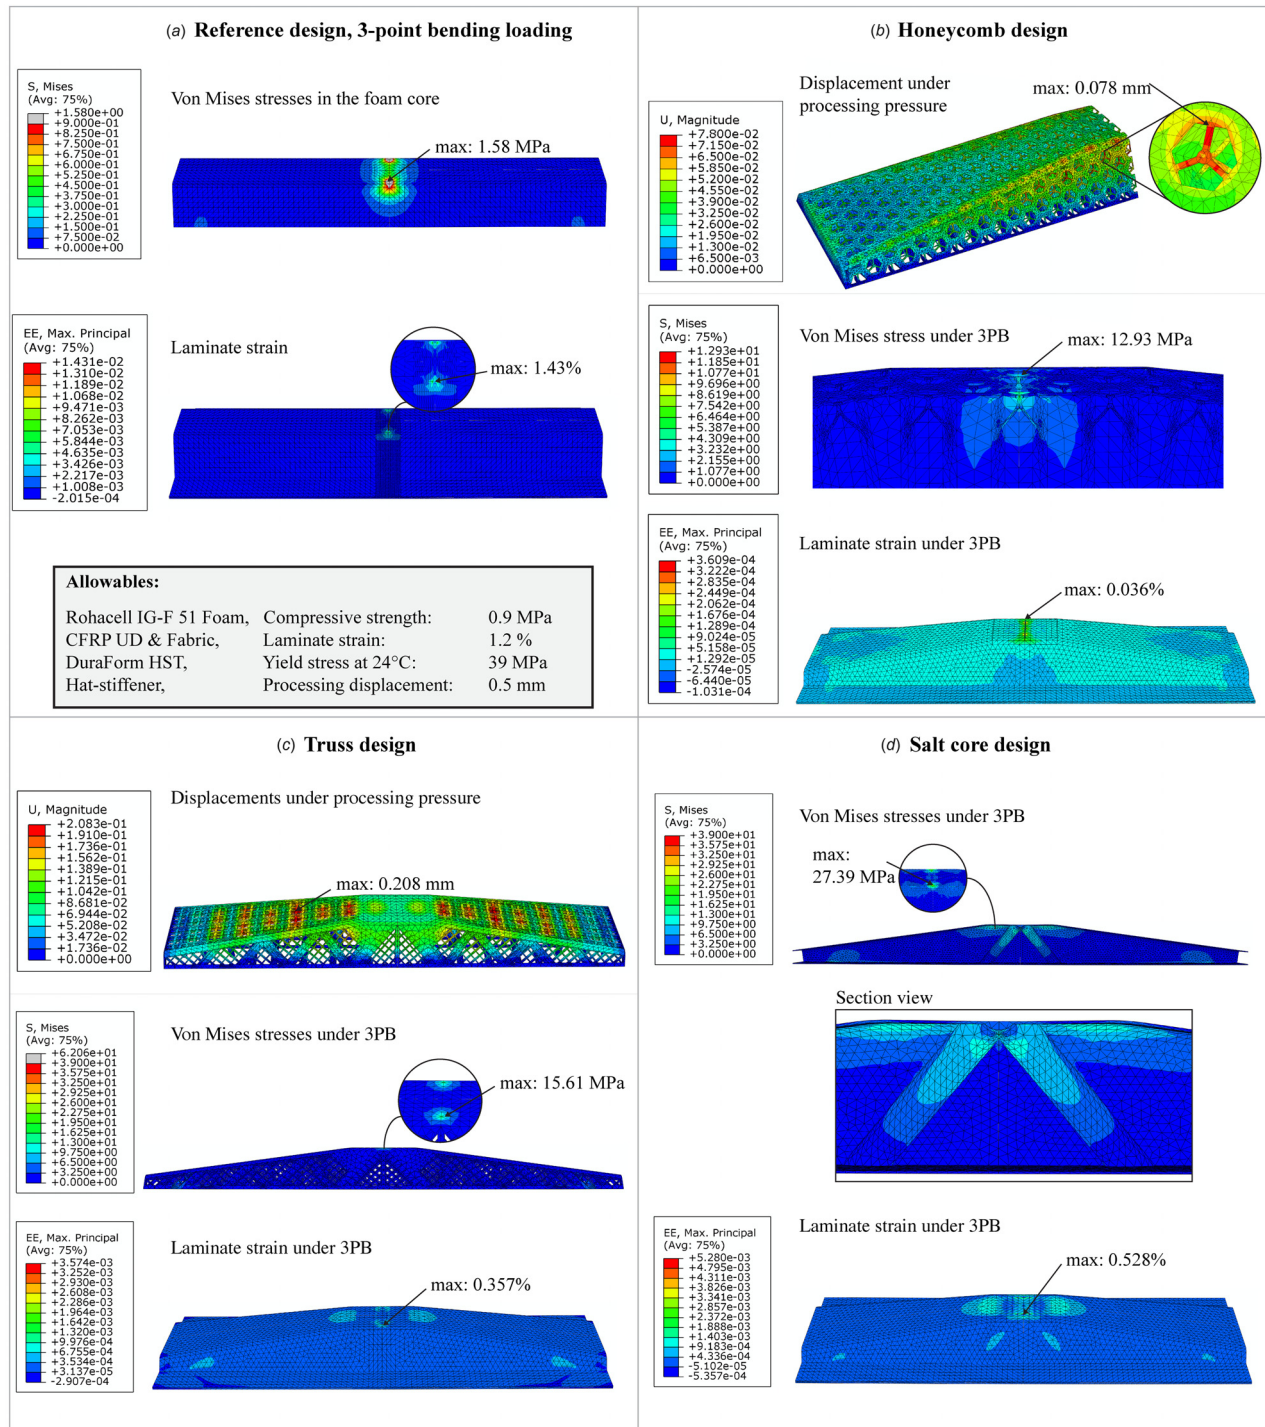 (a) Reference design, 3-point bending loading
S, Mises
(Avg: 75%)
+1.580e+00
+9.000e-01
+8.250e-01
+7.500e-01
+6.750e-01
+6.000e-01
+5.250e-01
+4.500e-01
+3.750e-01
+3.000e-01
+2.250e-01
+1.500e-01
+7.500e-02
+0.000e+00
Von Mises stresses in the foam core
max: 1.58 MPa
EE, Max. Principal
(Avg: 75%)
+1.431e-02
+1.310e-02
+1.189e-02
+1.068e-02
+9.471e-03
+8.262e-03
+7.053e-03
+5.844e-03
+4.635e-03
+3.426e-03
+2.217e-03
+1.008e-03
-2.015e-04
Laminate strain
max: 1.43%
Allowables:
Rohacell IG-F 51 Foam, Compressive strength: 0.9 MPa
CFRP UD & Fabric, Laminate strain: 1.2 %
DuraForm HST, Yield stress at 24°C: 39 MPa
Hat-stiffener, Processing displacement: 0.5 mm
(b) Honeycomb design
Displacement under
processing pressure
max: 0.078 mm
U, Magnitude
+7.800e-02
+7.150e-02
+6.500e-02
+5.850e-02
+5.200e-02
+4.550e-02
+3.900e-02
+3.250e-02
+2.600e-02
+1.950e-02
+1.300e-02
+6.500e-03
+0.000e+00
S, Mises
(Avg: 75%)
+1.293e+01
+1.185e+01
+1.077e+01
+9.696e+00
+8.619e+00
+7.542e+00
+6.464e+00
+5.387e+00
+4.309e+00
+3.232e+00
+2.155e+00
+1.077e+00
+0.000e+00
Von Mises stress under 3PB
max: 12.93 MPa
EE, Max. Principal
(Avg: 75%)
+3.609e-04
+3.222e-04
+2.835e-04
+2.449e-04
+2.062e-04
+1.676e-04
+1.289e-04
+9.024e-05
+5.158e-05
+1.292e-05
-2.574e-05
-6.440e-05
-1.031e-04
Laminate strain under 3PB
max: 0.036%
(c) Truss design
Displacements under processing pressure
U, Magnitude
+2.083e-01
+1.910e-01
+1.736e-01
+1.562e-01
+1.389e-01
+1.215e-01
+1.042e-01
+8.681e-02
+6.944e-02
+5.208e-02
+3.472e-02
+1.736e-02
+0.000e+00
max: 0.208 mm
S, Mises
(Avg: 75%)
+6.206e+01
+3.900e+01
+3.575e+01
+3.250e+01
+2.925e+01
+2.600e+01
+2.275e+01
+1.950e+01
+1.625e+01
+1.300e+01
+9.750e+00
+6.500e+00
+3.250e+00
+0.000e+00
Von Mises stresses under 3PB
max: 15.61 MPa
EE, Max. Principal
(Avg: 75%)
+3.574e-03
+3.252e-03
+2.930e-03
+2.608e-03
+2.286e-03
+1.964e-03
+1.642e-03
+1.320e-03
+9.976e-04
+6.755e-04
+3.534e-04
+3.137e-05
-2.907e-04
Laminate strain under 3PB
max: 0.357%
(d) Salt core design
S, Mises
(Avg: 75%)
+3.900e+01
+3.575e+01
+3.250e+01
+2.925e+01
+2.600e+01
+2.275e+01
+1.950e+01
+1.625e+01
+1.300e+01
+9.750e+00
+6.500e+00
+3.250e+00
+0.000e+00
Von Mises stresses under 3PB
max:
27.39 MPa
Section view
EE, Max. Principal
(Avg: 75%)
+5.280e-03
+4.795e-03
+4.311e-03
+3.826e-03
+3.341e-03
+2.857e-03
+2.372e-03
+1.888e-03
+1.403e-03
+9.183e-04
+4.336e-04
-5.102e-05
-5.357e-04
Laminate strain under 3PB
max: 0.528%